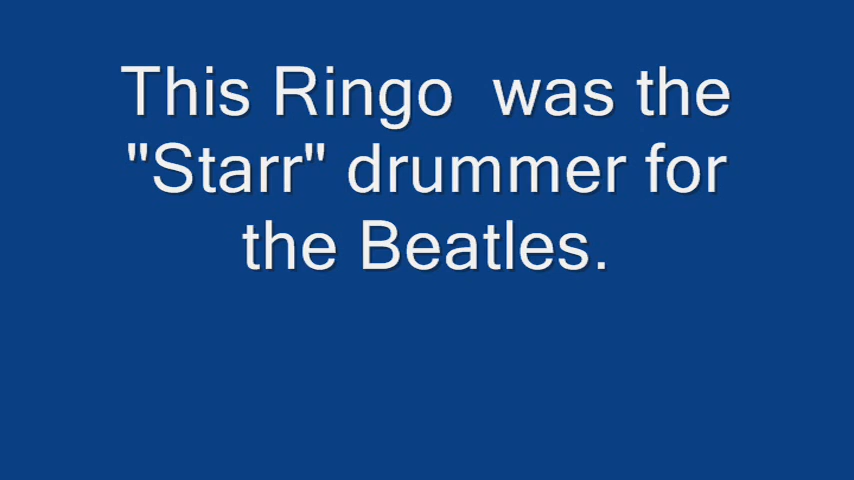 This Ringo  was the
"Starr" drummer for
the Beatles.